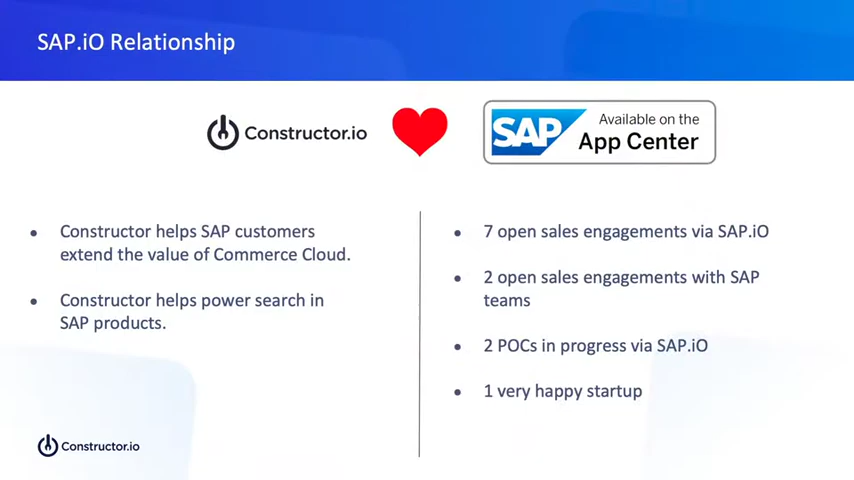 SAP.iO Relationship
Constructor.io
SAP
Available on the
App Center
• Constructor helps SAP customers
extend the value of Commerce Cloud.
• Constructor helps power search in
SAP products.
• 7 open sales engagements via SAP.iO
• 2 open sales engagements with SAP
teams
• 2 POCs in progress via SAP.iO
• 1 very happy startup
Constructor.io